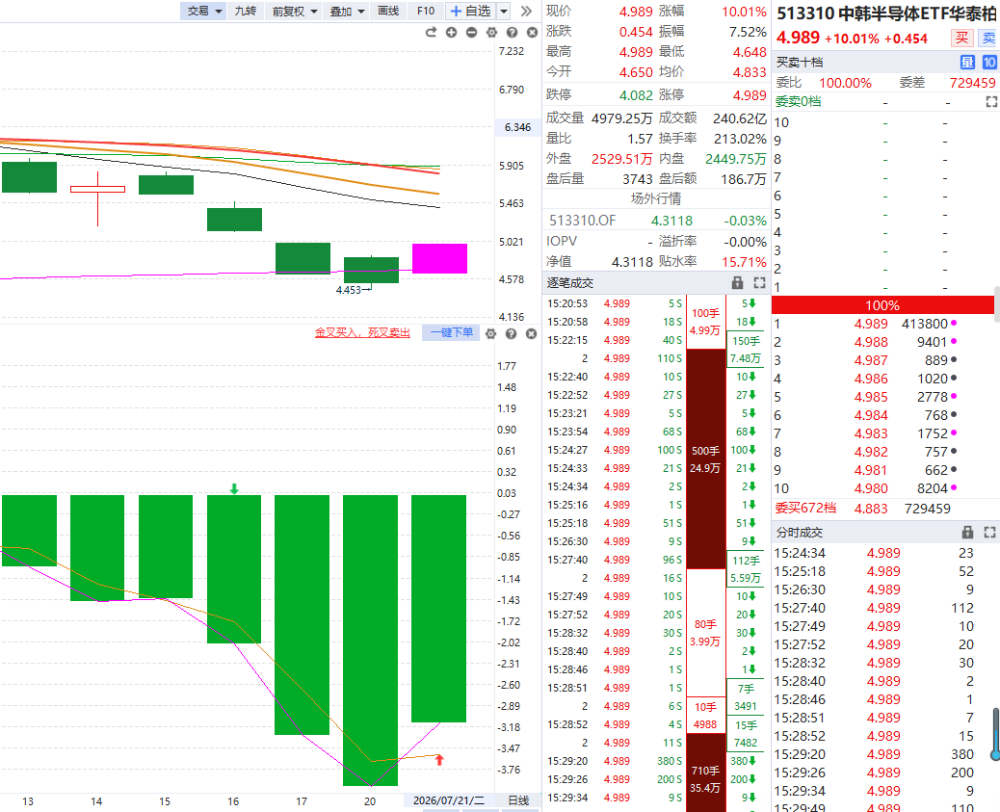 交易 九转 前复权 叠加 画线 F10 自选
7.232
6.790
6.346
5.905
5.463
5.021
4.578
4.136
4.453
金叉买入，死叉卖出 一键下单
1.77
1.48
1.19
0.90
0.61
0.32
0.03
-0.27
-0.56
-0.85
-1.14
-1.43
-1.72
-2.02
-2.31
-2.60
-2.89
-3.18
-3.47
-3.76
13 14 15 16 17 20 2026/07/21/二 日线
现价 4.989 涨幅 10.01%
涨跌 0.454 振幅 7.52%
最高 4.989 最低 4.648
今开 4.650 均价 4.833
跌停 4.082 涨停 4.989
成交量 4979.25万 成交额 240.62亿
量比 1.57 换手率 213.02%
外盘 2529.51万 内盘 2449.75万
盘后量 3743 盘后额 186.7万
场外行情
513310.OF 4.3118 -0.03%
IOPV - 溢折率 -0.00%
净值 4.3118 贴水率 15.71%
逐笔成交
15:20:53 4.989 5 S 5
15:20:58 4.989 18 S 18
15:22:15 4.989 40 S
2 4.989 110 S
15:22:40 4.989 10 S 10
15:22:52 4.989 27 S 27
15:23:21 4.989 5 S 5
15:23:54 4.989 68 S 68
15:24:27 4.989 100 S 100
15:24:33 4.989 21 S 21
15:24:34 4.989 2 S 2
15:25:16 4.989 1 S 1
15:25:18 4.989 51 S 51
15:26:30 4.989 9 S 9
15:27:40 4.989 96 S
2 4.989 16 S
15:27:49 4.989 10 S 10
15:27:52 4.989 20 S 20
15:28:32 4.989 30 S 30
15:28:40 4.989 2 S 2
15:28:46 4.989 1 S 1
15:28:51 4.989 1 S
2 4.989 6 S
15:28:52 4.989 4 S
2 4.989 11 S
15:29:20 4.989 380 S 380
15:29:26 4.989 200 S 200
15:29:34 4.989 9 S 9
100手
4.99万
500手
24.9万
80手
3.99万
10手
4988
710手
35.4万
150手
7.48万
112手
5.59万
7手
3491
15手
7482
513310 中韩半导体ETF华泰柏
4.989 +10.01% +0.454 买 卖
买卖十档 量 10
委比 100.00% 委差 729459
委卖0档 - -
10 - -
9 - -
8 - -
7 - -
6 - -
5 - -
4 - -
3 - -
2 - -
1 - -
100%
1 4.989 413800
2 4.988 9401
3 4.987 889
4 4.986 1020
5 4.985 2778
6 4.984 768
7 4.983 1752
8 4.982 757
9 4.981 662
10 4.980 8204
委买672档 4.883 729459
分时成交
15:24:34 4.989 23
15:25:18 4.989 52
15:26:30 4.989 9
15:27:40 4.989 112
15:27:49 4.989 10
15:27:52 4.989 20
15:28:32 4.989 30
15:28:40 4.989 2
15:28:46 4.989 1
15:28:51 4.989 7
15:28:52 4.989 15
15:29:20 4.989 380
15:29:26 4.989 200
15:29:34 4.989 9
15:29:49 4.989 110